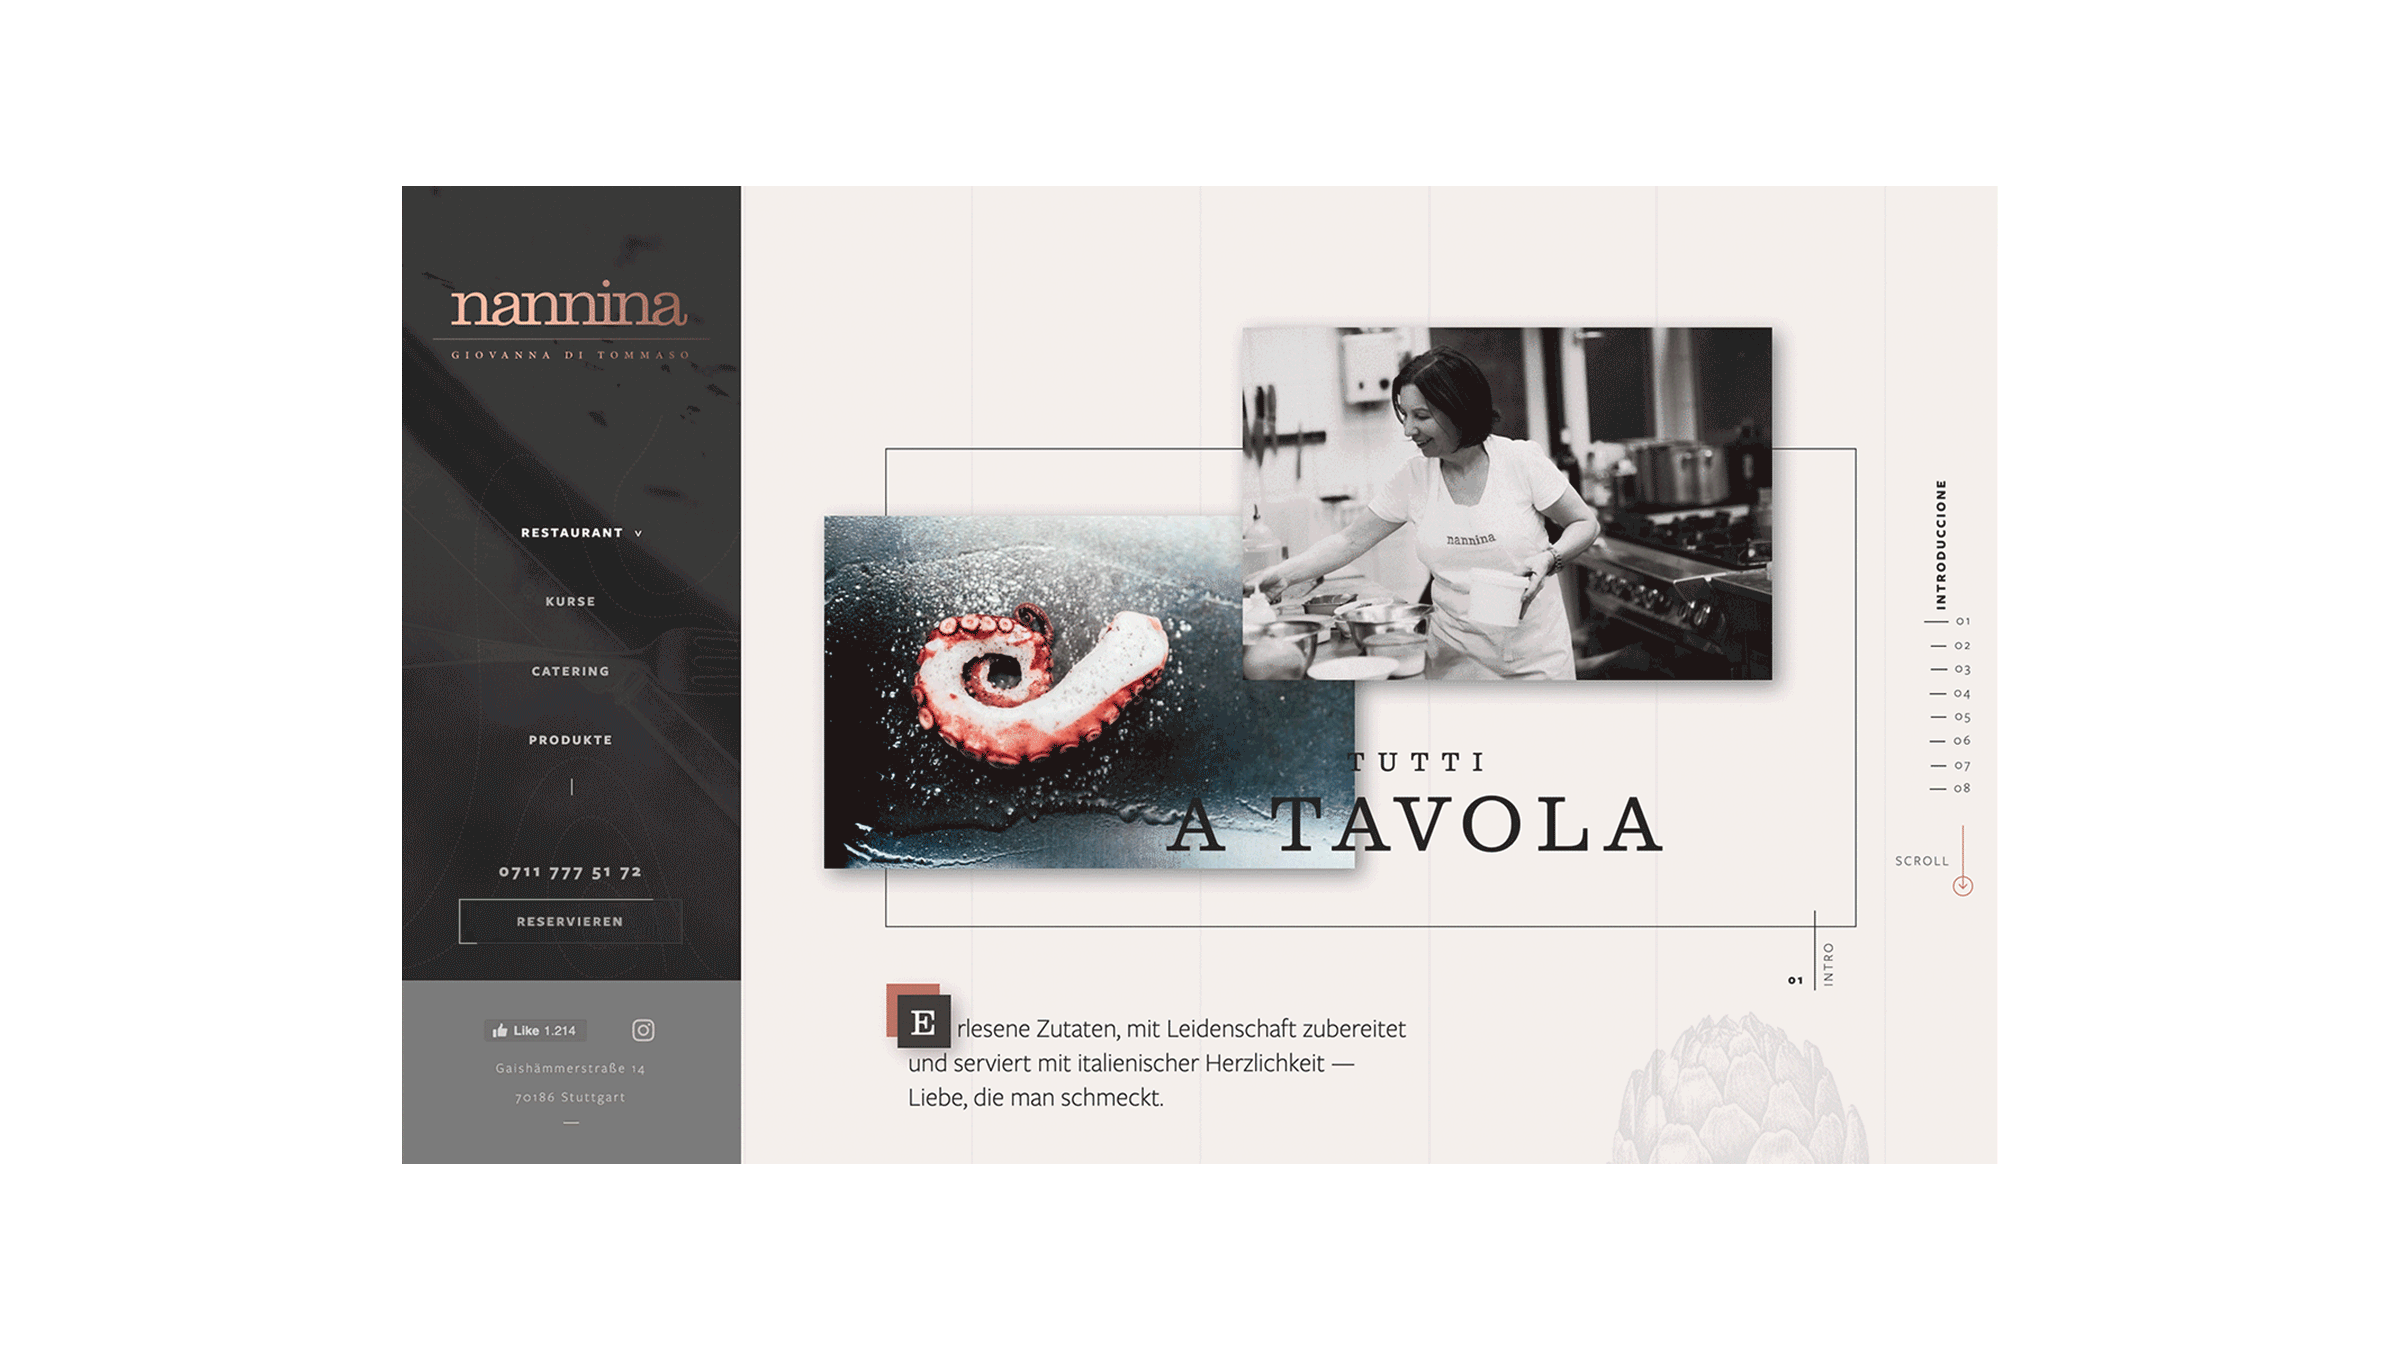 nannina
GIOVANNA DI TOMMASO
RESTAURANT v
KURSE
CATERING
PRODUKTE
0711 777 51 72
RESERVIEREN
Like 1.214
Gaishämmerstraße 14
70186 Stuttgart
nannina
TUTTI
A TAVOLA
01 INTRO
Erlesene Zutaten, mit Leidenschaft zubereitet
und serviert mit italienischer Herzlichkeit —
Liebe, die man schmeckt.
INTRODUCCIONE
01
02
03
04
05
06
07
08
SCROLL